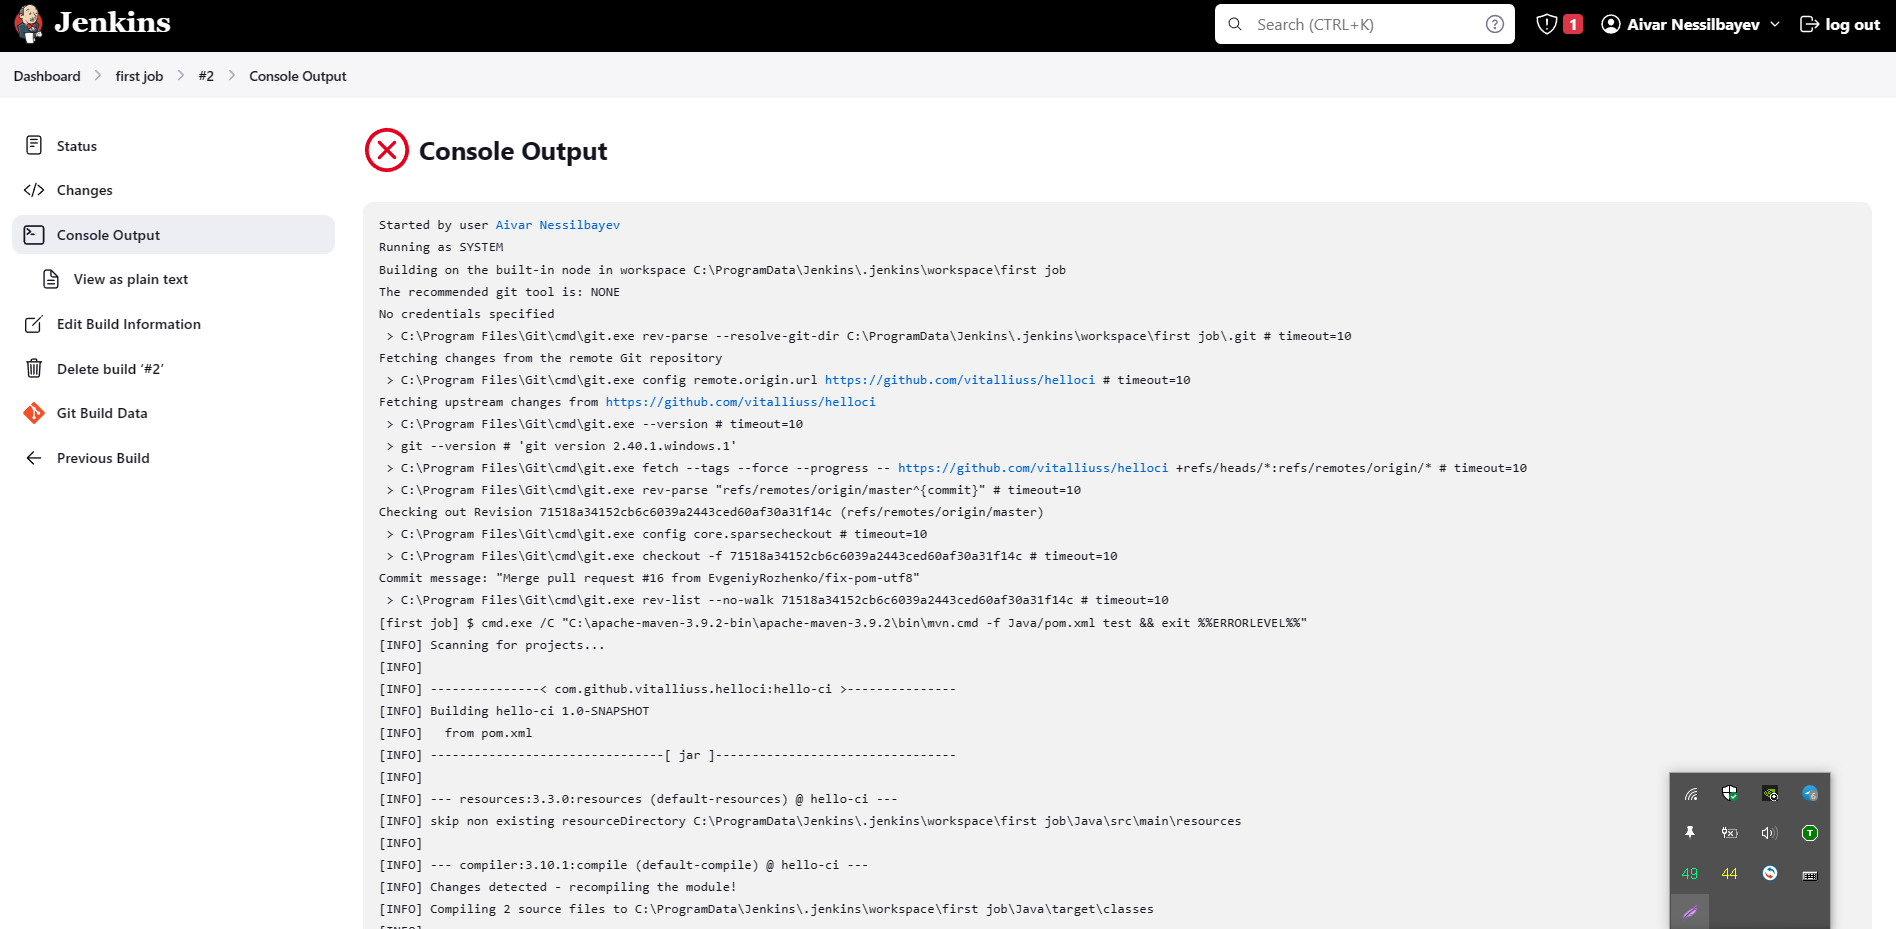 Jenkins
Search (CTRL+K)
1
Aivar Nessilbayev
log out
Dashboard
first job
#2
Console Output
Status
Changes
Console Output
View as plain text
Edit Build Information
Delete build ‘#2’
Git Build Data
Previous Build
Console Output
Started by user Aivar Nessilbayev
Running as SYSTEM
Building on the built-in node in workspace C:\ProgramData\Jenkins\.jenkins\workspace\first job
The recommended git tool is: NONE
No credentials specified
> C:\Program Files\Git\cmd\git.exe rev-parse --resolve-git-dir C:\ProgramData\Jenkins\.jenkins\workspace\first job\.git # timeout=10
Fetching changes from the remote Git repository
> C:\Program Files\Git\cmd\git.exe config remote.origin.url https://github.com/vitalliuss/helloci # timeout=10
Fetching upstream changes from https://github.com/vitalliuss/helloci
> C:\Program Files\Git\cmd\git.exe --version # timeout=10
> git --version # 'git version 2.40.1.windows.1'
> C:\Program Files\Git\cmd\git.exe fetch --tags --force --progress -- https://github.com/vitalliuss/helloci +refs/heads/*:refs/remotes/origin/* # timeout=10
> C:\Program Files\Git\cmd\git.exe rev-parse "refs/remotes/origin/master^{commit}" # timeout=10
Checking out Revision 71518a34152cb6c6039a2443ced60af30a31f14c (refs/remotes/origin/master)
> C:\Program Files\Git\cmd\git.exe config core.sparsecheckout # timeout=10
> C:\Program Files\Git\cmd\git.exe checkout -f 71518a34152cb6c6039a2443ced60af30a31f14c # timeout=10
Commit message: "Merge pull request #16 from EvgeniyRozhenko/fix-pom-utf8"
> C:\Program Files\Git\cmd\git.exe rev-list --no-walk 71518a34152cb6c6039a2443ced60af30a31f14c # timeout=10
[first job] $ cmd.exe /C "C:\apache-maven-3.9.2-bin\apache-maven-3.9.2\bin\mvn.cmd -f Java/pom.xml test && exit %%ERRORLEVEL%%"
[INFO] Scanning for projects...
[INFO]
[INFO] ---------------< com.github.vitalliuss.helloci:hello-ci >---------------
[INFO] Building hello-ci 1.0-SNAPSHOT
[INFO]   from pom.xml
[INFO] --------------------------------[ jar ]---------------------------------
[INFO]
[INFO] --- resources:3.3.0:resources (default-resources) @ hello-ci ---
[INFO] skip non existing resourceDirectory C:\ProgramData\Jenkins\.jenkins\workspace\first job\Java\src\main\resources
[INFO]
[INFO] --- compiler:3.10.1:compile (default-compile) @ hello-ci ---
[INFO] Changes detected - recompiling the module!
[INFO] Compiling 2 source files to C:\ProgramData\Jenkins\.jenkins\workspace\first job\Java\target\classes
[INFO]
49
44